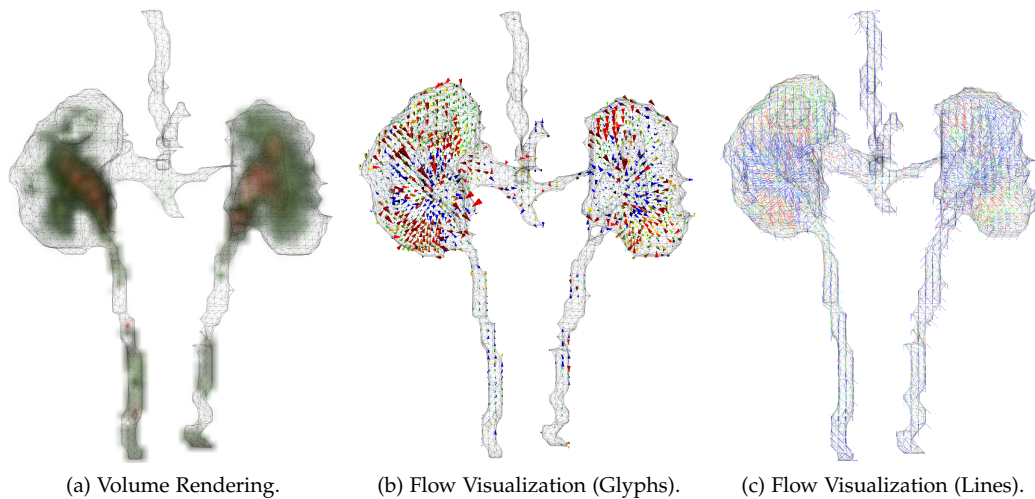 (a) Volume Rendering.
(b) Flow Visualization (Glyphs).
(c) Flow Visualization (Lines).